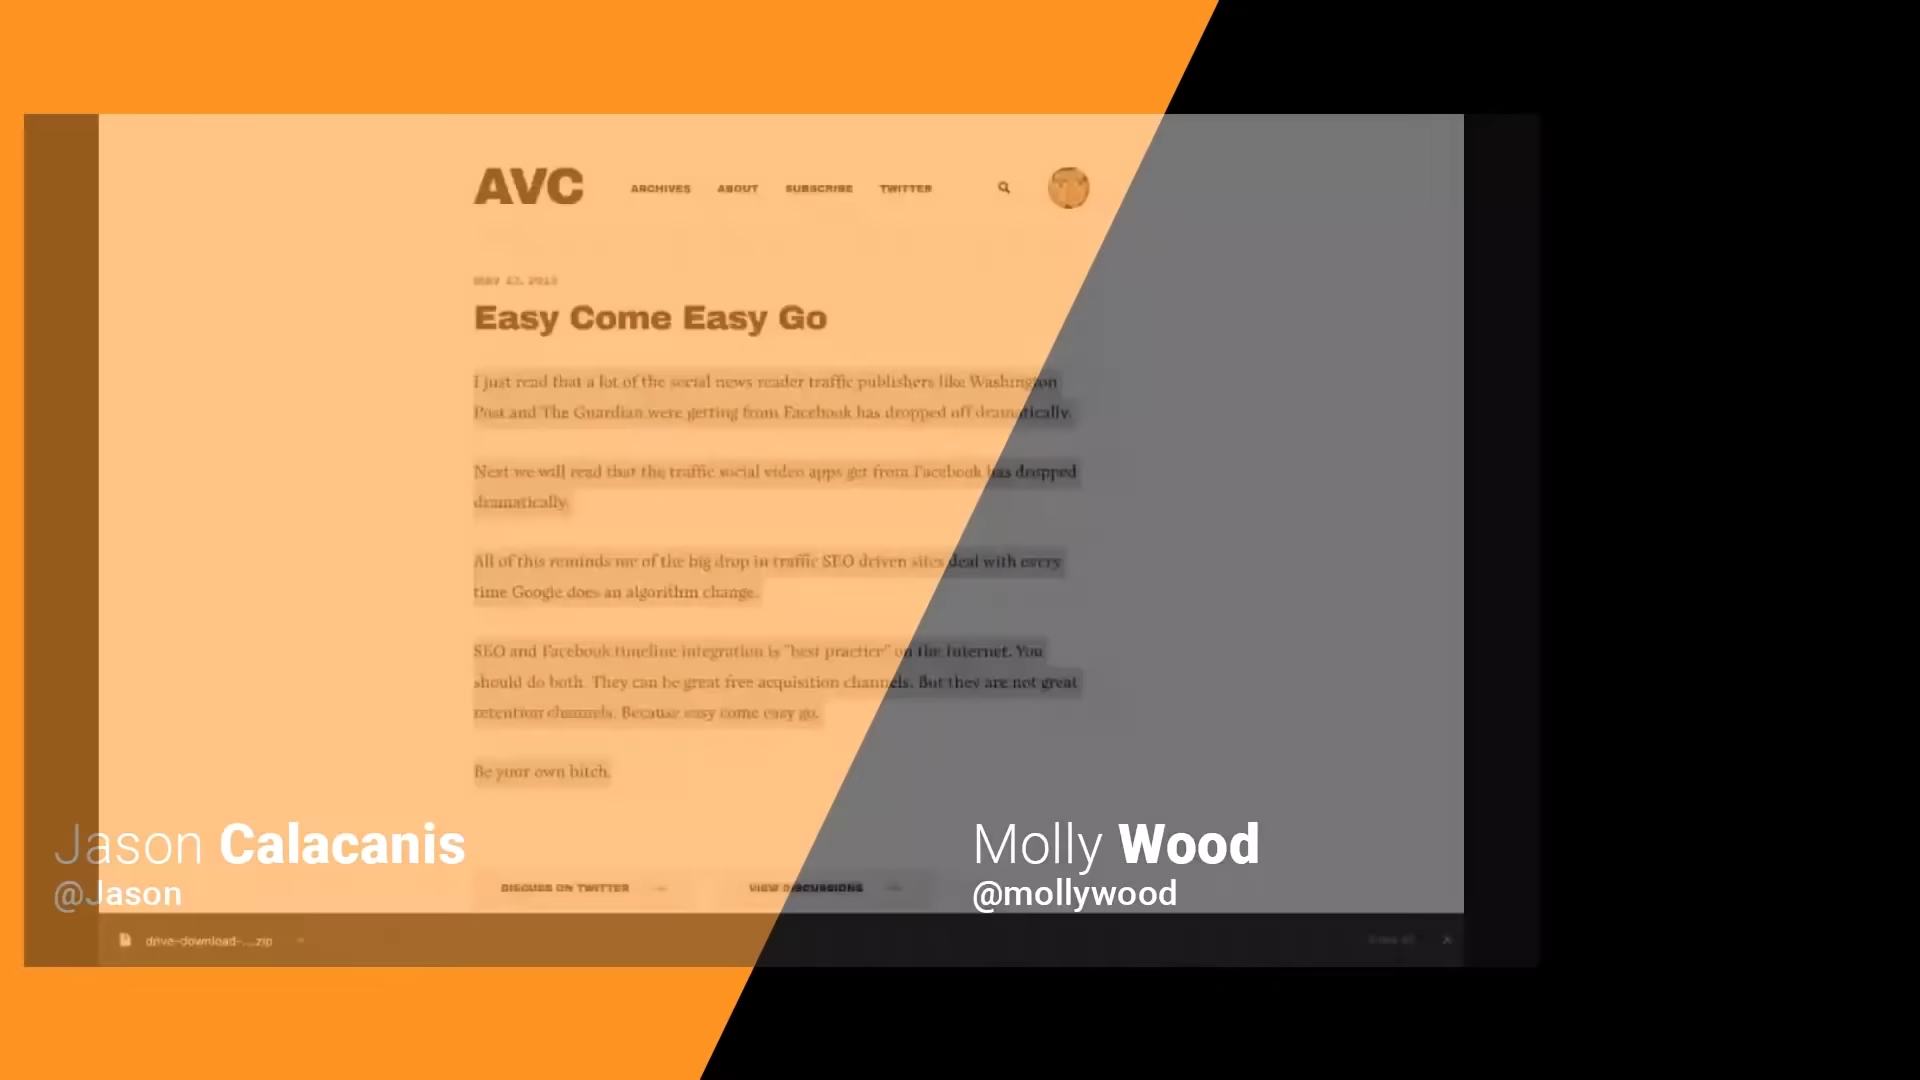 AVC ARCHIVES ABOUT SUBSCRIBE TWITTER
MAY 13, 2013
Easy Come Easy Go
I just read that a lot of the social news reader traffic publishers like Washington
Post and The Guardian were getting from Facebook has dropped off dramatically.
Next we will read that the traffic social video apps get from Facebook has dropped
dramatically.
All of this reminds me of the big drop in traffic SEO driven sites deal with every
time Google does an algorithm change.
SEO and Facebook timeline integration is "best practice" on the Internet. You
should do both. They can be great free acquisition channels. But they are not great
retention channels. Because easy come easy go.
Be your own bitch.
Jason Calacanis
@Jason
Molly Wood
@mollywood
DISCUSS ON TWITTER VIEW DISCUSSIONS
drive-download-....zip